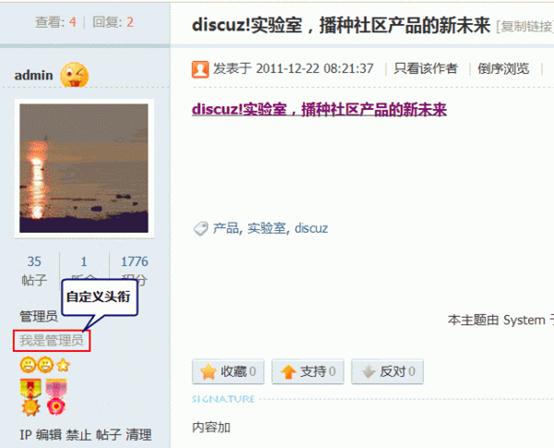 查看: 4 | 回复: 2
discuz!实验室，播种社区产品的新未来 [复制链接]
admin
发表于 2011-12-22 08:21:37 | 只看该作者 | 倒序浏览 |
discuz!实验室，播种社区产品的新未来
产品, 实验室, discuz
35 1 1776
帖子 听众 积分
自定义头衔
管理员
我是管理员
本主题由 System 于
收藏 0 支持 0 反对 0
SIGNATURE
内容加
IP 编辑 禁止 帖子 清理